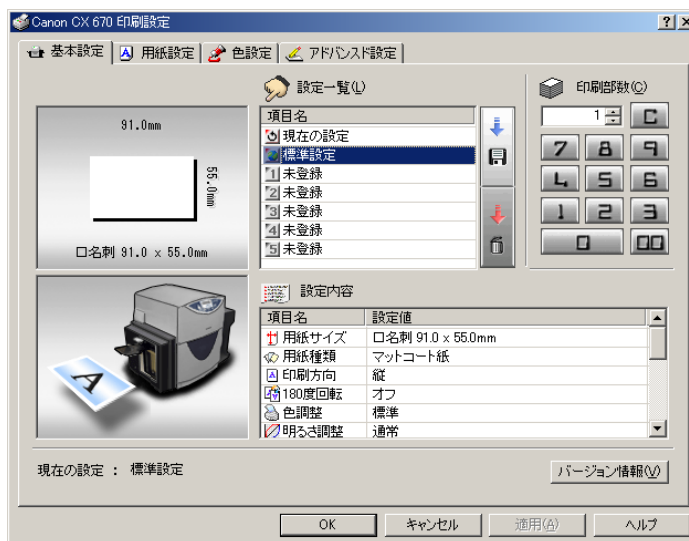 Canon CX 670 印刷設定
基本設定 用紙設定 色設定 アドバンスド設定
設定一覧(L)
印刷部数(C)
91.0mm
55.0mm
口名刺 91.0 x 55.0mm
項目名
現在の設定
標準設定
1 未登録
2 未登録
3 未登録
4 未登録
5 未登録
1 C
7 8 9
4 5 6
1 2 3
0 00
A
設定内容
項目名 設定値
用紙サイズ 口名刺 91.0 x 55.0mm
用紙種類 マットコート紙
印刷方向 縦
180度回転 オフ
色調整 標準
明るさ調整 通常
現在の設定 : 標準設定
バージョン情報(V)
OK キャンセル 適用(A) ヘルプ